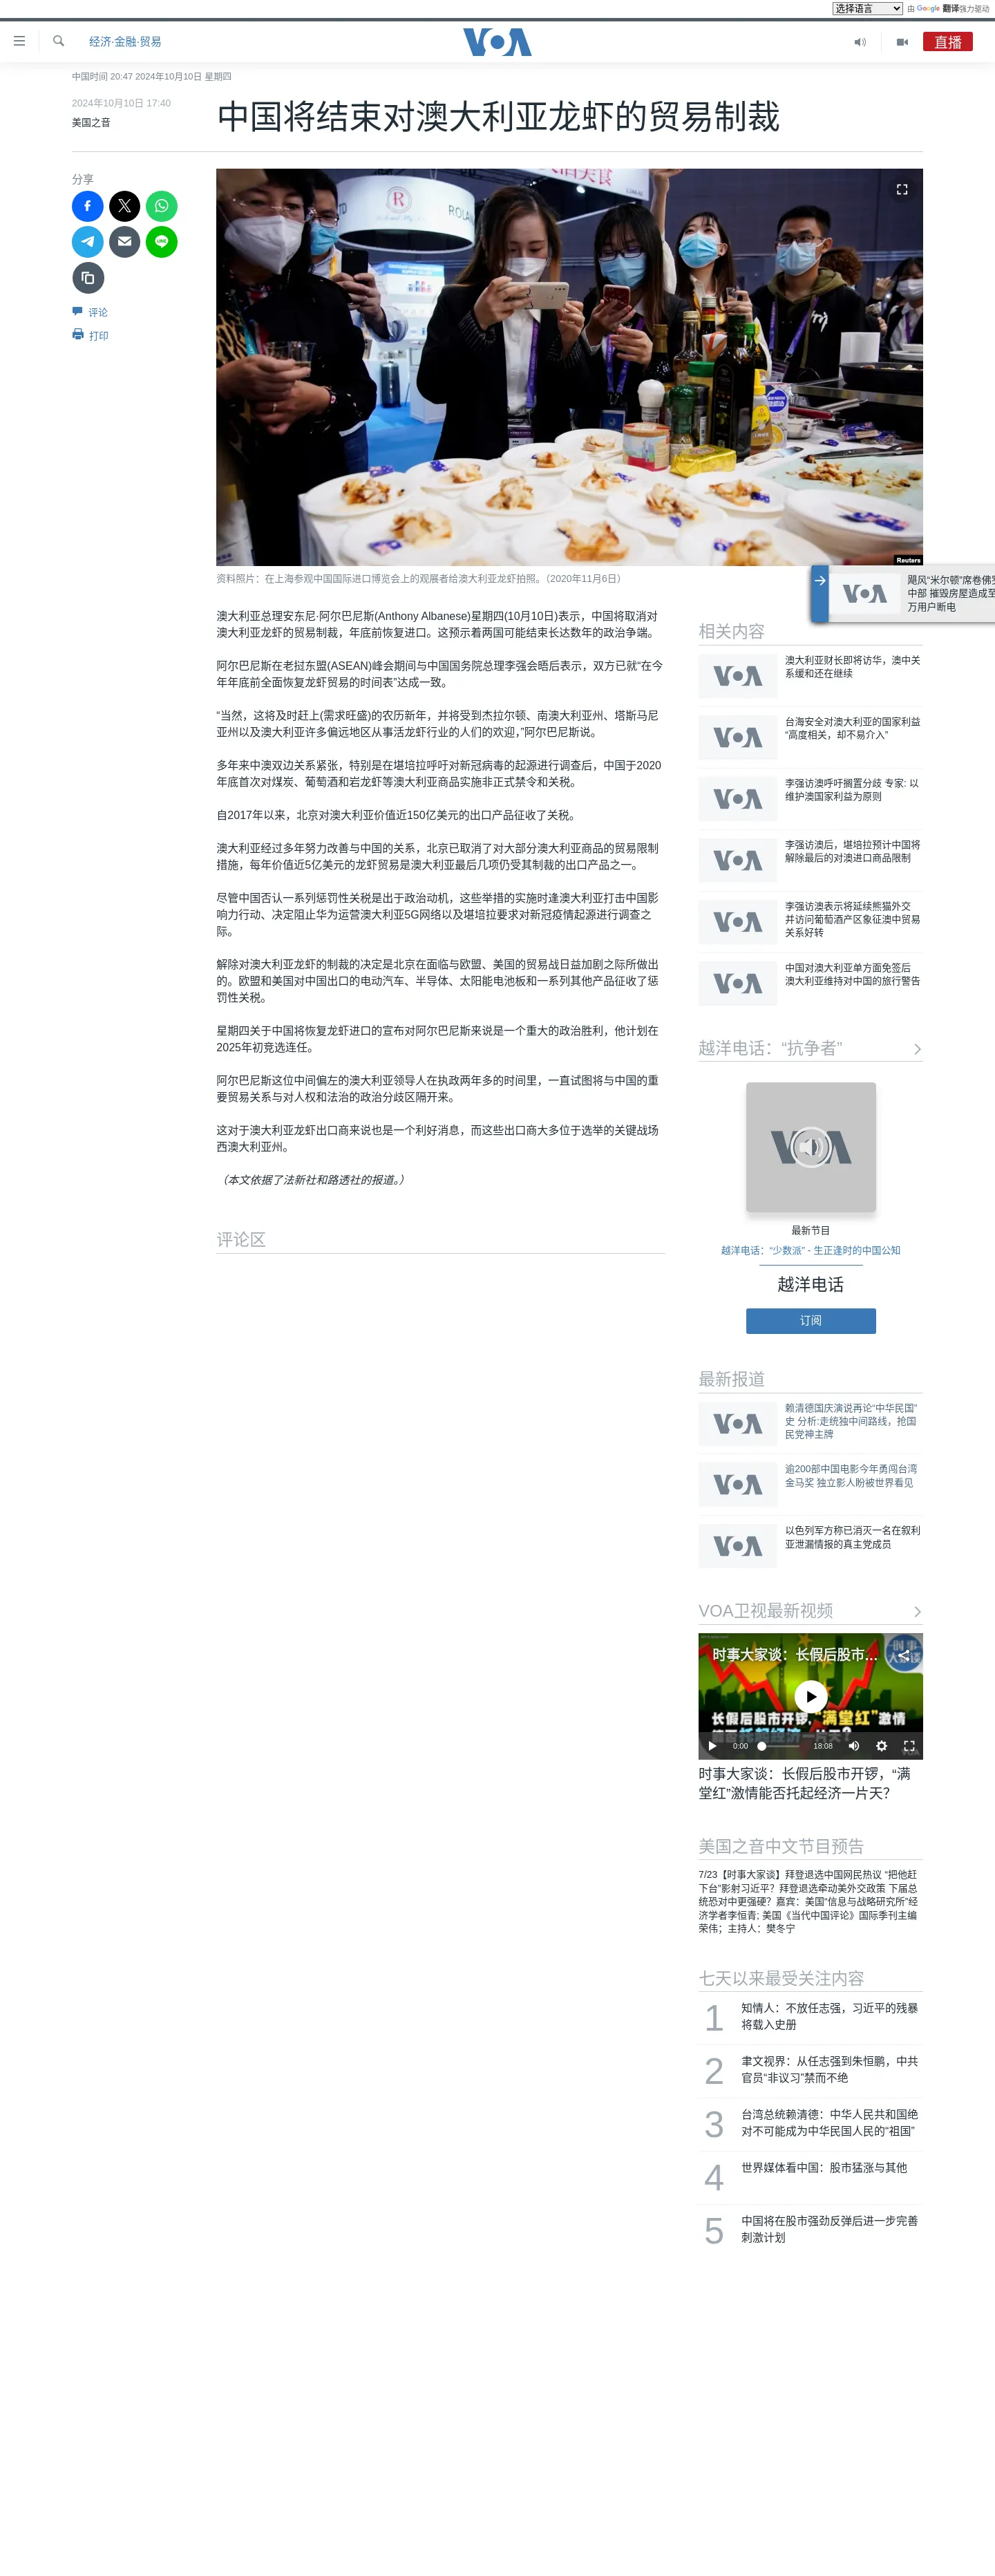 选择语言
由 Google 翻译强力驱动
经济·金融·贸易
VOA
直播
中国时间 20:47 2024年10月10日 星期四
2024年10月10日 17:40
美国之音
中国将结束对澳大利亚龙虾的贸易制裁
分享
评论
打印
Reuters
资料照片：在上海参观中国国际进口博览会上的观展者给澳大利亚龙虾拍照。（2020年11月6日）
澳大利亚总理安东尼·阿尔巴尼斯(Anthony Albanese)星期四(10月10日)表示，中国将取消对
澳大利亚龙虾的贸易制裁，年底前恢复进口。这预示着两国可能结束长达数年的政治争端。
阿尔巴尼斯在老挝东盟(ASEAN)峰会期间与中国国务院总理李强会晤后表示，双方已就“在今
年年底前全面恢复龙虾贸易的时间表”达成一致。
“当然，这将及时赶上(需求旺盛)的农历新年，并将受到杰拉尔顿、南澳大利亚州、塔斯马尼
亚州以及澳大利亚许多偏远地区从事活龙虾行业的人们的欢迎，”阿尔巴尼斯说。
多年来中澳双边关系紧张，特别是在堪培拉呼吁对新冠病毒的起源进行调查后，中国于2020
年底首次对煤炭、葡萄酒和岩龙虾等澳大利亚商品实施非正式禁令和关税。
自2017年以来，北京对澳大利亚价值近150亿美元的出口产品征收了关税。
澳大利亚经过多年努力改善与中国的关系，北京已取消了对大部分澳大利亚商品的贸易限制
措施，每年价值近5亿美元的龙虾贸易是澳大利亚最后几项仍受其制裁的出口产品之一。
尽管中国否认一系列惩罚性关税是出于政治动机，这些举措的实施时逢澳大利亚打击中国影
响力行动、决定阻止华为运营澳大利亚5G网络以及堪培拉要求对新冠疫情起源进行调查之
际。
解除对澳大利亚龙虾的制裁的决定是北京在面临与欧盟、美国的贸易战日益加剧之际所做出
的。欧盟和美国对中国出口的电动汽车、半导体、太阳能电池板和一系列其他产品征收了惩
罚性关税。
星期四关于中国将恢复龙虾进口的宣布对阿尔巴尼斯来说是一个重大的政治胜利，他计划在
2025年初竞选连任。
阿尔巴尼斯这位中间偏左的澳大利亚领导人在执政两年多的时间里，一直试图将与中国的重
要贸易关系与对人权和法治的政治分歧区隔开来。
这对于澳大利亚龙虾出口商来说也是一个利好消息，而这些出口商大多位于选举的关键战场
西澳大利亚州。
（本文依据了法新社和路透社的报道。）
评论区
飓风“米尔顿”席卷佛罗
中部 摧毁房屋造成至
万用户断电
相关内容
澳大利亚财长即将访华，澳中关
系缓和还在继续
台海安全对澳大利亚的国家利益
“高度相关，却不易介入”
李强访澳呼吁搁置分歧 专家: 以
维护澳国家利益为原则
李强访澳后，堪培拉预计中国将
解除最后的对澳进口商品限制
李强访澳表示将延续熊猫外交
并访问葡萄酒产区象征澳中贸易
关系好转
中国对澳大利亚单方面免签后
澳大利亚维持对中国的旅行警告
越洋电话：“抗争者”
最新节目
越洋电话：“少数派” - 生正逢时的中国公知
越洋电话
订阅
最新报道
赖清德国庆演说再论“中华民国”
史 分析:走统独中间路线，抢国
民党神主牌
逾200部中国电影今年勇闯台湾
金马奖 独立影人盼被世界看见
以色列军方称已消灭一名在叙利
亚泄漏情报的真主党成员
VOA卫视最新视频
时事大家谈：长假后股市…
长假后股市开锣，“满堂红”激情
能否托起经济一片天?
0:00
18:08
时事大家谈：长假后股市开锣，“满
堂红”激情能否托起经济一片天？
美国之音中文节目预告
7/23【时事大家谈】拜登退选中国网民热议 “把他赶
下台”影射习近平？拜登退选牵动美外交政策 下届总
统恐对中更强硬？嘉宾：美国“信息与战略研究所”经
济学者李恒青; 美国《当代中国评论》国际季刊主编
荣伟；主持人：樊冬宁
七天以来最受关注内容
1
知情人：不放任志强，习近平的残暴
将载入史册
2
聿文视界：从任志强到朱恒鹏，中共
官员“非议习”禁而不绝
3
台湾总统赖清德：中华人民共和国绝
对不可能成为中华民国人民的“祖国”
4
世界媒体看中国：股市猛涨与其他
5
中国将在股市强劲反弹后进一步完善
刺激计划